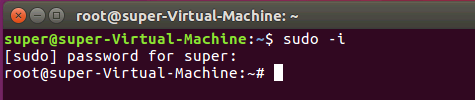 root@super-Virtual-Machine: ~
super@super-Virtual-Machine:~$ sudo -i
[sudo] password for super:
root@super-Virtual-Machine:~#